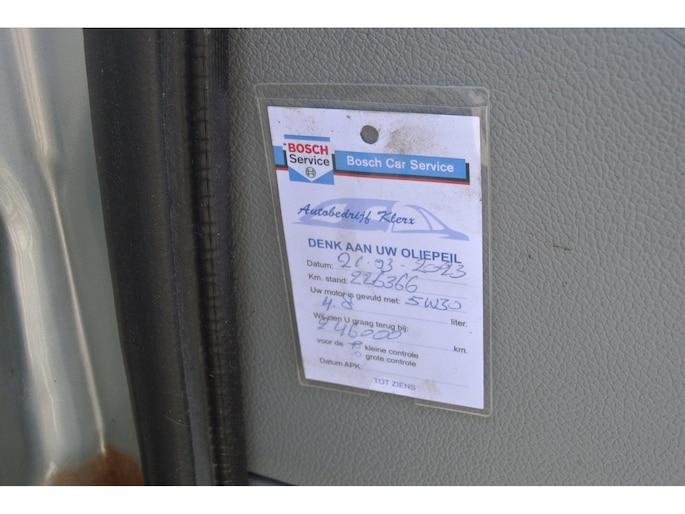 BOSCH
Service
Bosch Car Service
Autobedrijf Klerx
DENK AAN UW OLIEPEIL
Datum: 21-03-2023
Km. stand: 226366
Uw motor is gevuld met: 5W30
4.8 liter.
Wij zien U graag terug bij:
246000 km.
voor de kleine controle
grote controle
Datum APK:
TOT ZIENS